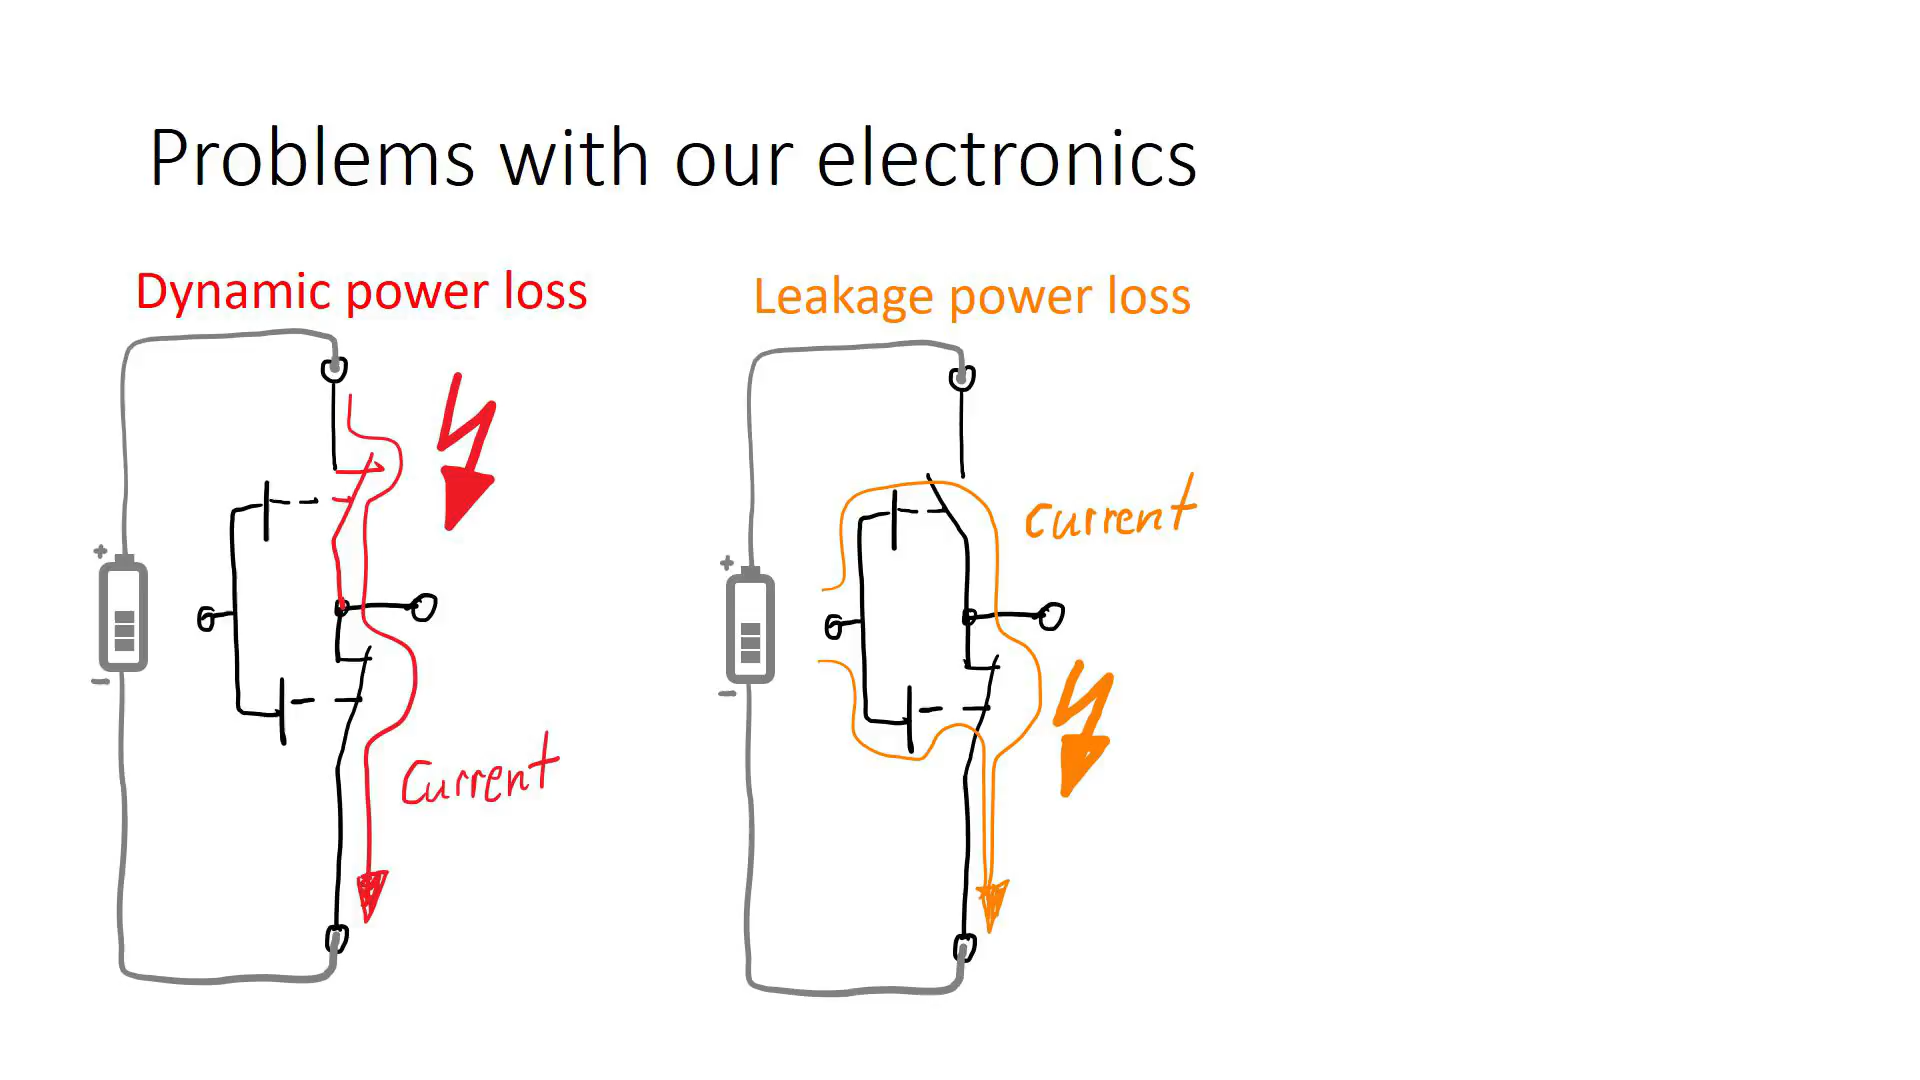 Problems with our electronics
Dynamic power loss
Leakage power loss
current
+
+
-
-
Current